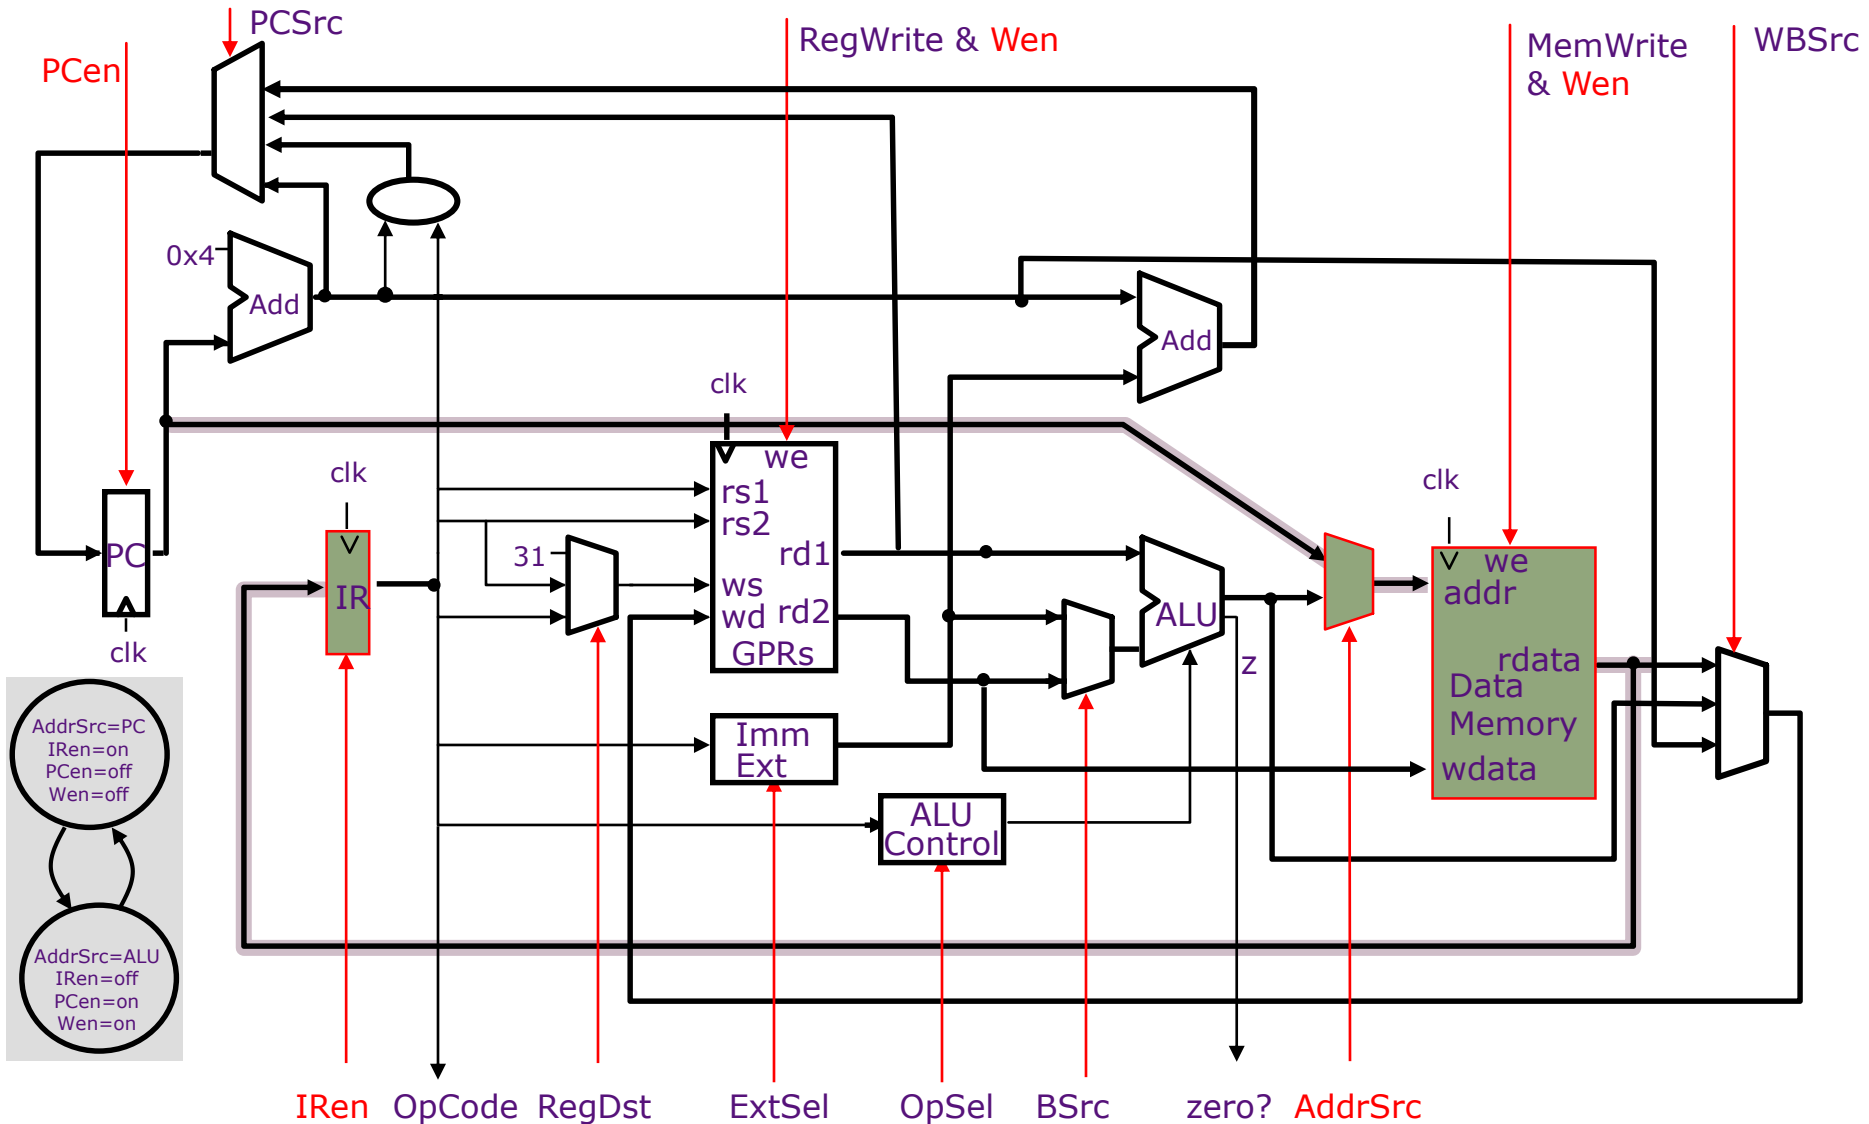 PCSrc
RegWrite & Wen
MemWrite
& Wen
WBSrc
PCen
0x4
Add
Add
clk
clk
clk
we
rs1
rs2
rd1
31
ws
wd
rd2
GPRs
PC
clk
IR
ALU
z
we
addr
rdata
Data
Memory
wdata
Imm
Ext
ALU
Control
AddrSrc=PC
IRen=on
PCen=off
Wen=off
AddrSrc=ALU
IRen=off
PCen=on
Wen=on
IRen
OpCode
RegDst
ExtSel
OpSel
BSrc
zero?
AddrSrc